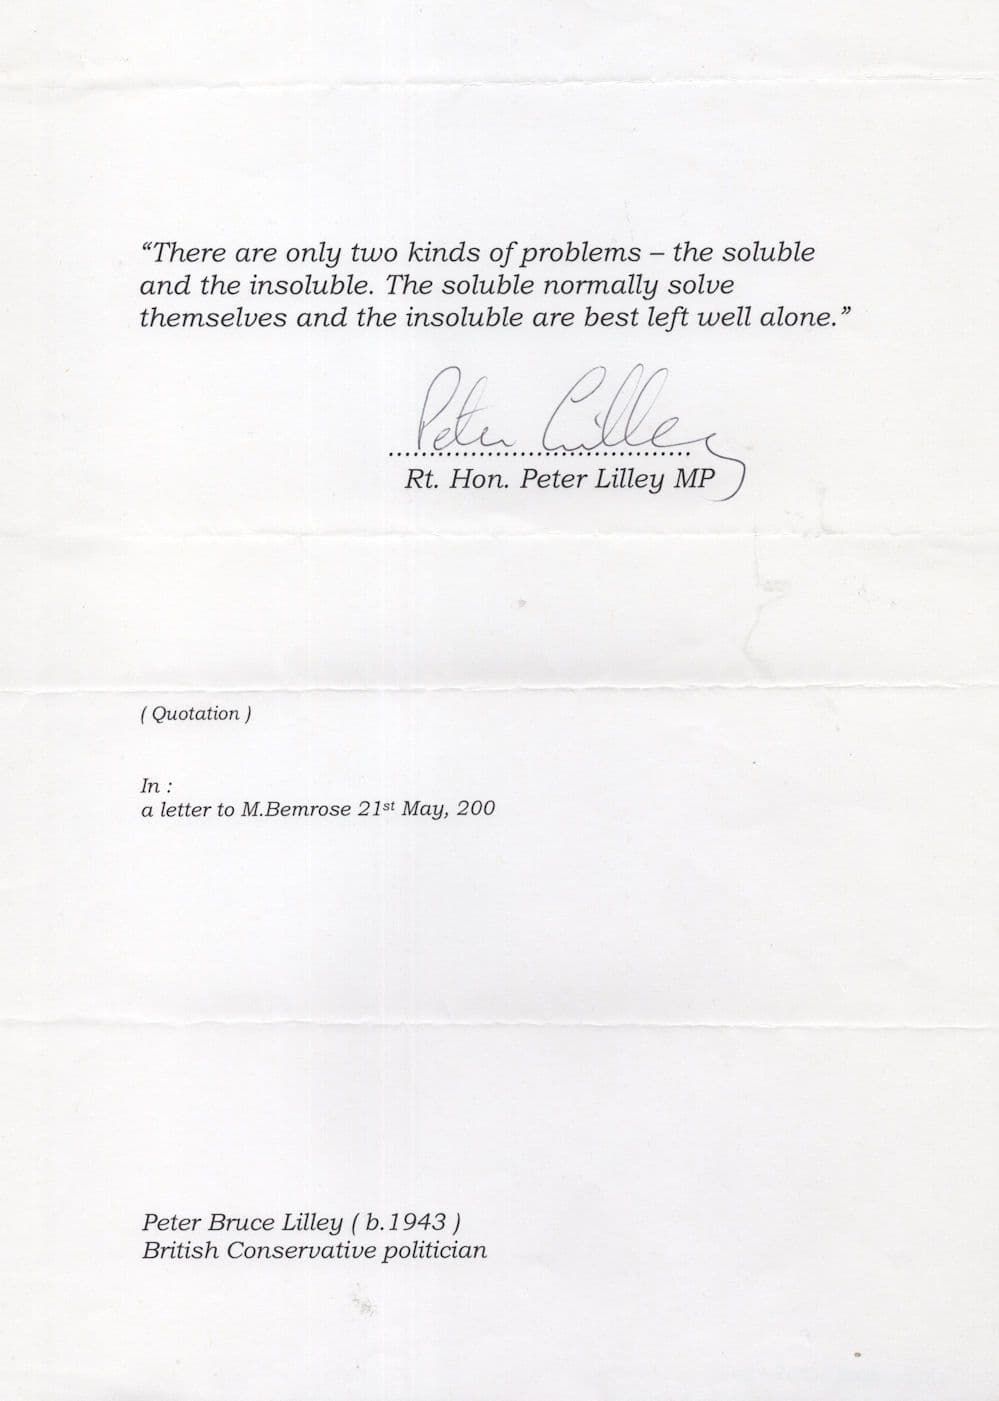 “There are only two kinds of problems – the soluble
and the insoluble. The soluble normally solve
themselves and the insoluble are best left well alone.”
Peter Lilley
Rt. Hon. Peter Lilley MP
( Quotation )
In :
a letter to M.Bemrose 21st May, 200
Peter Bruce Lilley ( b.1943 )
British Conservative politician